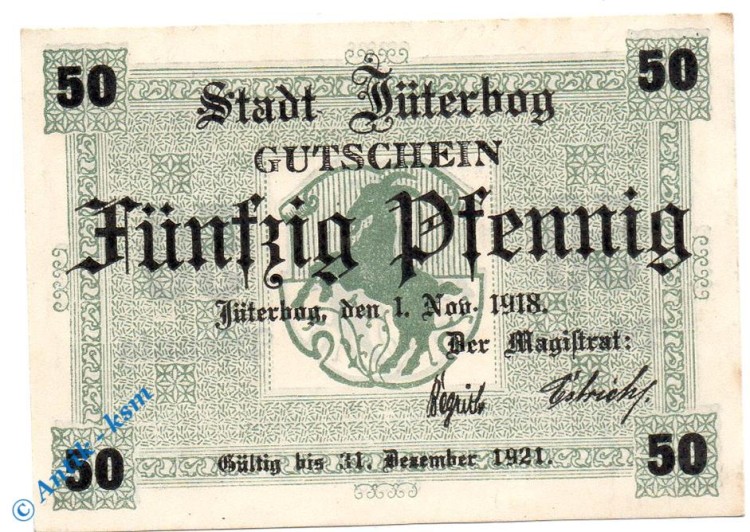 50 50
Stadt Jüterbog
GUTSCHEIN
Fünfzig Pfennig
Jüterbog, den 1. Nov. 1918.
Der Magistrat:
50 50
Gültig bis 31. Dezember 1921.
© Antik - ksm